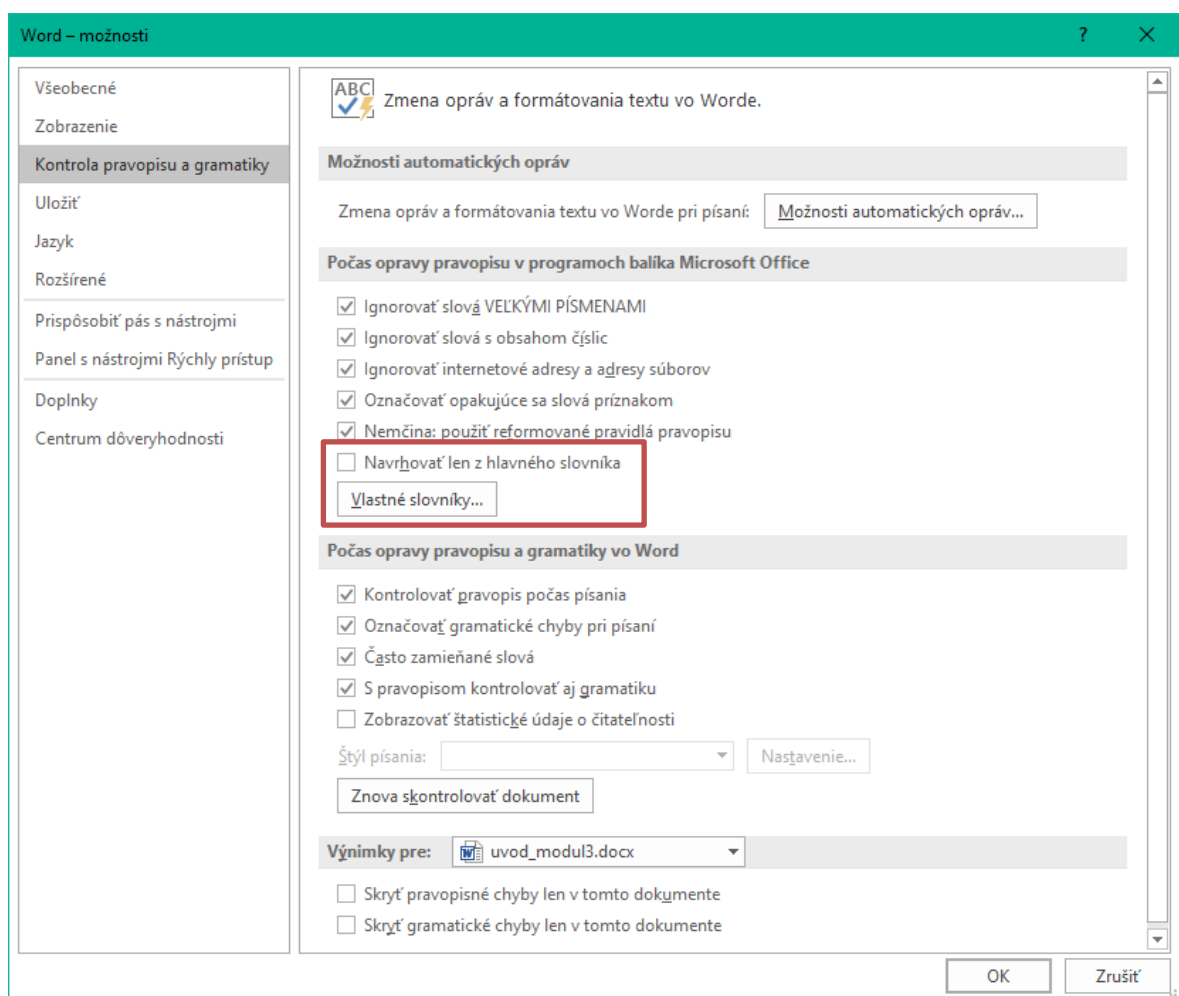 Word – možnosti
?
Všeobecné
Zobrazenie
Kontrola pravopisu a gramatiky
Uložiť
Jazyk
Rozšírené
Prispôsobiť pás s nástrojmi
Panel s nástrojmi Rýchly prístup
Doplnky
Centrum dôveryhodnosti
ABC
Zmena opráv a formátovania textu vo Worde.
Možnosti automatických opráv
Zmena opráv a formátovania textu vo Worde pri písaní: Možnosti automatických opráv...
Počas opravy pravopisu v programoch balíka Microsoft Office
Ignorovať slová VEĽKÝMI PÍSMENAMI
Ignorovať slová s obsahom číslic
Ignorovať internetové adresy a adresy súborov
Označovať opakujúce sa slová príznakom
Nemčina: použiť reformované pravidlá pravopisu
Navrhovať len z hlavného slovníka
Vlastné slovníky...
Počas opravy pravopisu a gramatiky vo Word
Kontrolovať pravopis počas písania
Označovať gramatické chyby pri písaní
Často zamieňané slová
S pravopisom kontrolovať aj gramatiku
Zobrazovať štatistické údaje o čitateľnosti
Štýl písania: Nastavenie...
Znova skontrolovať dokument
Výnimky pre: uvod_modul3.docx
Skryť pravopisné chyby len v tomto dokumente
Skryť gramatické chyby len v tomto dokumente
OK Zrušiť